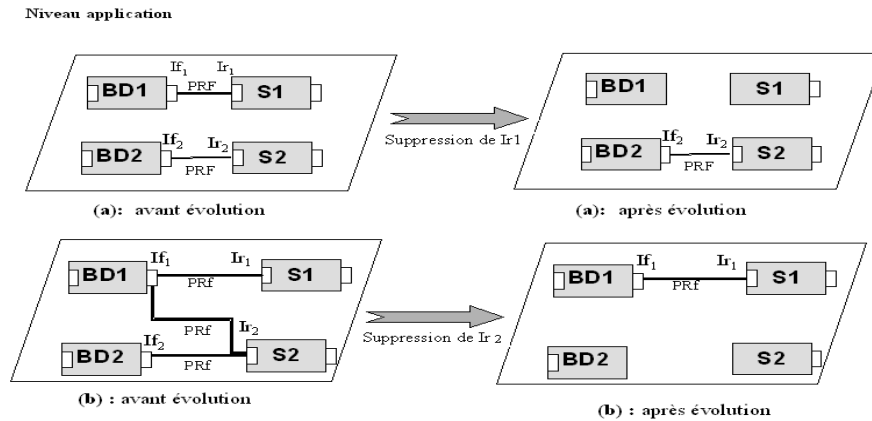 Niveau application
If1 Ir1
BD1 PRF S1
If2 Ir2
BD2 PRF S2
(a): avant évolution
Suppression de Ir1
BD1 S1
If2 Ir2
BD2 PRF S2
(a): après évolution
If1 Ir1
BD1 PRf S1
If2 PRf Ir2
BD2 PRf S2
(b) : avant évolution
Suppression de Ir 2
If1 Ir1
BD1 PRf S1
BD2 S2
(b) : après évolution